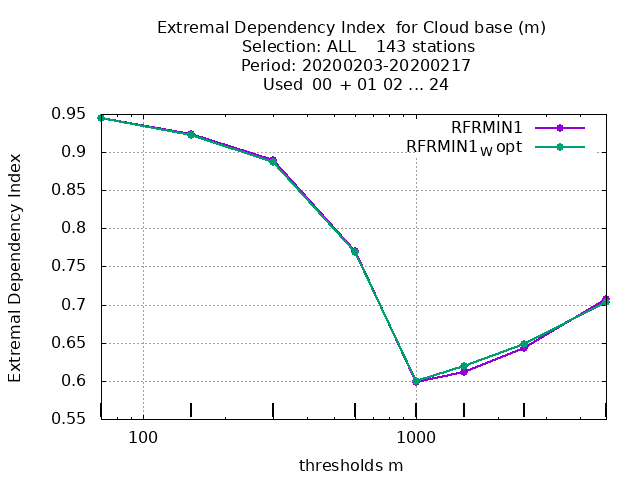 Extremal Dependency Index  for Cloud base (m)
Selection: ALL    143 stations
Period: 20200203-20200217
Used  00  + 01 02 ... 24
0.95
RFRMIN1
RFRMIN1W opt
0.9
0.85
0.8
0.75
0.7
0.65
0.6
0.55
Extremal Dependency Index
100
1000
thresholds m